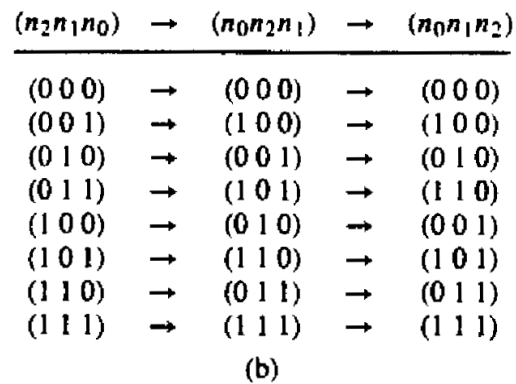 (n₂n₁n₀) → (n₀n₂n₁) → (n₀n₁n₂)
(0 0 0) → (0 0 0) → (0 0 0)
(0 0 1) → (1 0 0) → (1 0 0)
(0 1 0) → (0 0 1) → (0 1 0)
(0 1 1) → (1 0 1) → (1 1 0)
(1 0 0) → (0 1 0) → (0 0 1)
(1 0 1) → (1 1 0) → (1 0 1)
(1 1 0) → (0 1 1) → (0 1 1)
(1 1 1) → (1 1 1) → (1 1 1)
(b)